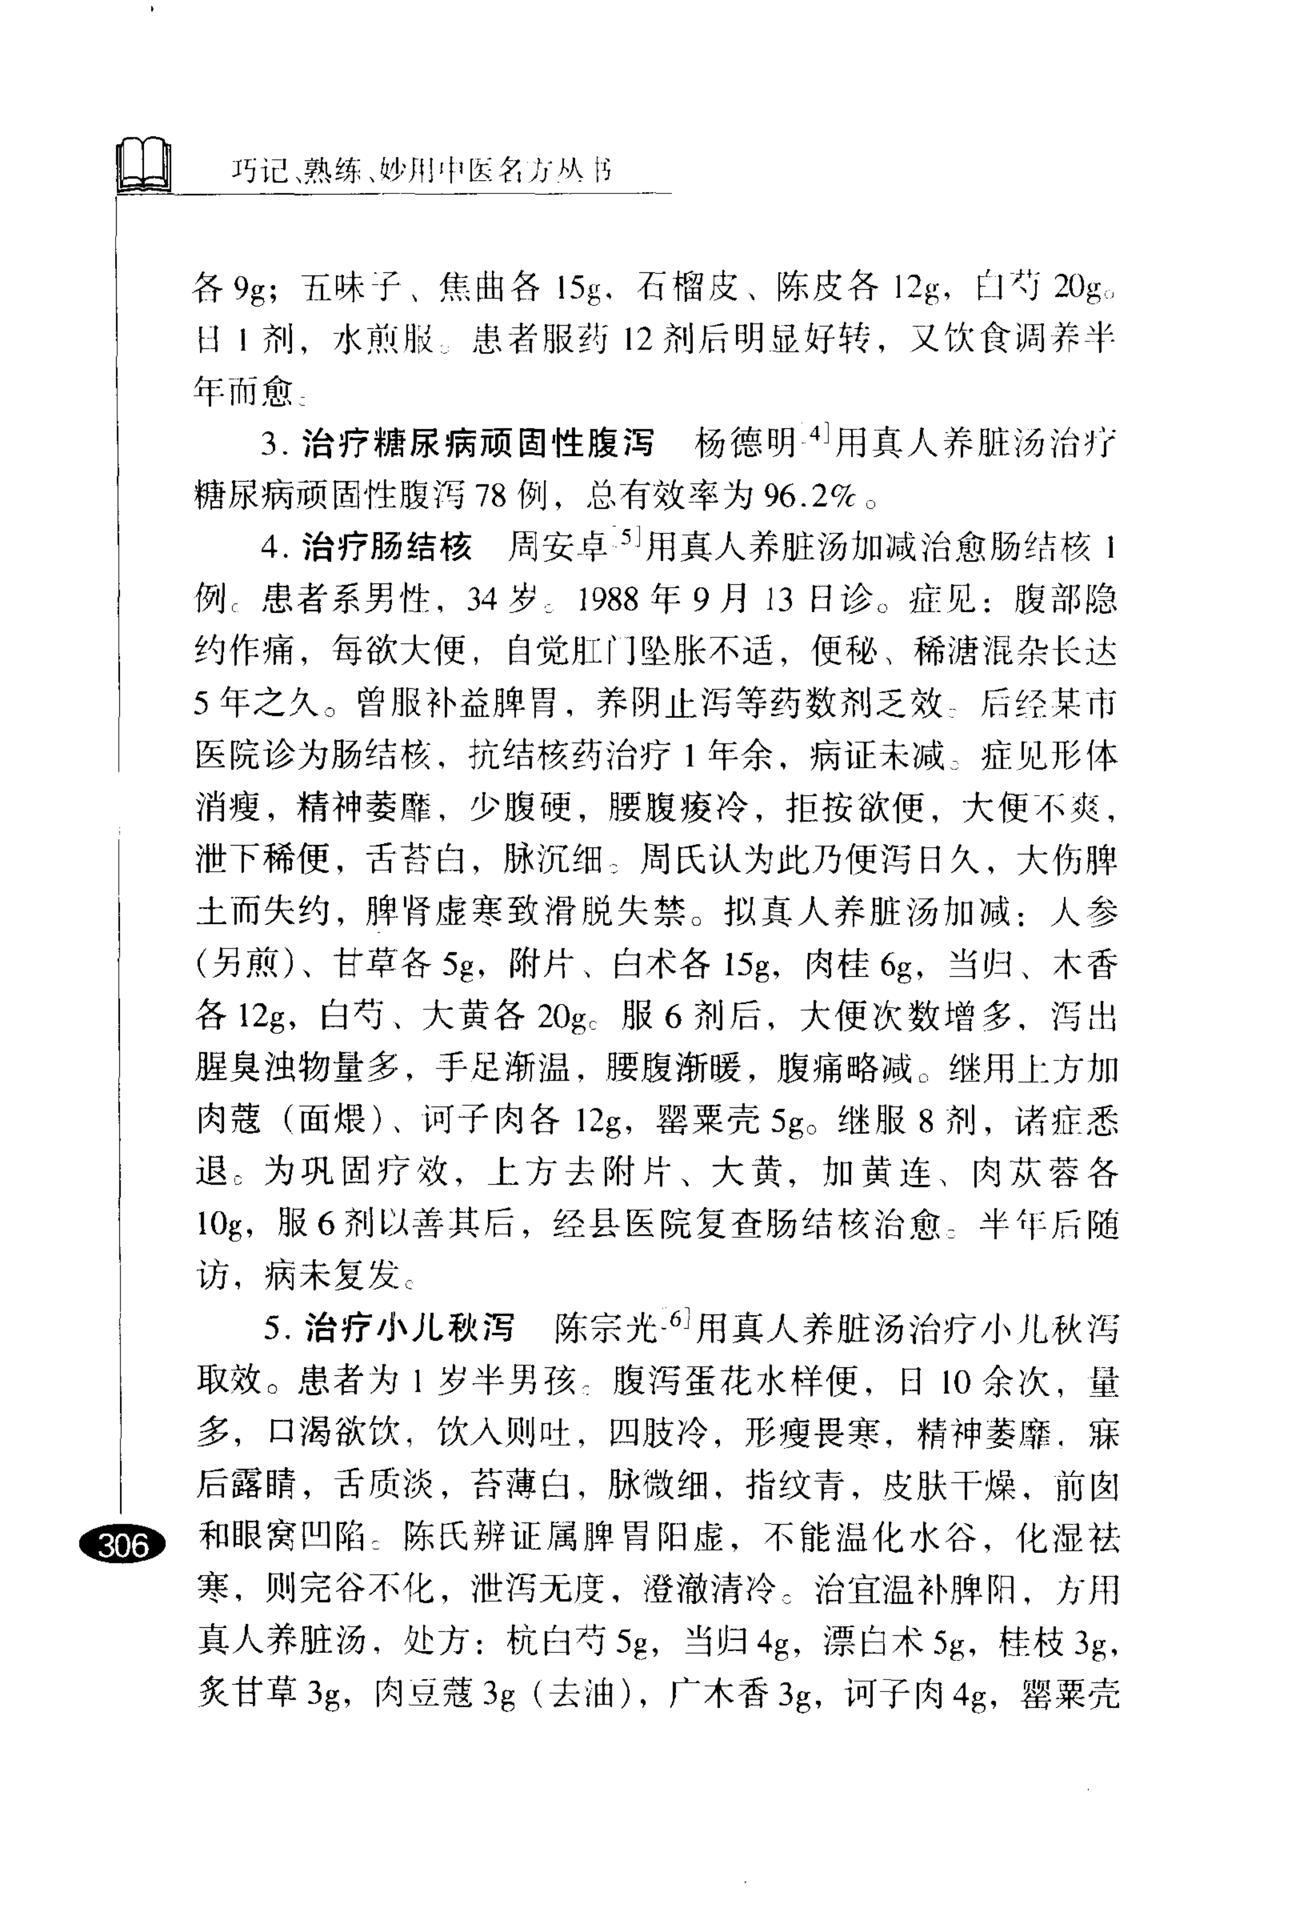 巧记、熟练、妙用中医名方丛书
各 9g；五味子、焦曲各 15g，石榴皮、陈皮各 12g，白芍 20g。
日 1 剂，水煎服。患者服药 12 剂后明显好转，又饮食调养半
年而愈。
3. 治疗糖尿病顽固性腹泻 杨德明[4]用真人养脏汤治疗
糖尿病顽固性腹泻 78 例，总有效率为 96.2%。
4. 治疗肠结核 周安卓[5]用真人养脏汤加减治愈肠结核 1
例。患者系男性，34 岁。1988 年 9 月 13 日诊。症见：腹部隐
约作痛，每欲大便，自觉肛门坠胀不适，便秘、稀溏混杂长达
5 年之久。曾服补益脾胃，养阴止泻等药数剂乏效。后经某市
医院诊为肠结核，抗结核药治疗 1 年余，病证未减。症见形体
消瘦，精神萎靡，少腹硬，腰腹痠冷，拒按欲便，大便不爽，
泄下稀便，舌苔白，脉沉细。周氏认为此乃便泻日久，大伤脾
土而失约，脾肾虚寒致滑脱失禁。拟真人养脏汤加减：人参
(另煎)、甘草各 5g，附片、白术各 15g，肉桂 6g，当归、木香
各 12g，白芍、大黄各 20g。服 6 剂后，大便次数增多，泻出
腥臭浊物量多，手足渐温，腰腹渐暖，腹痛略减。继用上方加
肉蔻（面煨）、诃子肉各 12g，罂粟壳 5g。继服 8 剂，诸症悉
退。为巩固疗效，上方去附片、大黄，加黄连、肉苁蓉各
10g，服 6 剂以善其后，经县医院复查肠结核治愈。半年后随
访，病未复发。
5. 治疗小儿秋泻 陈宗光[6]用真人养脏汤治疗小儿秋泻
取效。患者为 1 岁半男孩。腹泻蛋花水样便，日 10 余次，量
多，口渴欲饮，饮入则吐，四肢冷，形瘦畏寒，精神萎靡，寐
后露睛，舌质淡，苔薄白，脉微细，指纹青，皮肤干燥，前囟
和眼窝凹陷。陈氏辨证属脾胃阳虚，不能温化水谷，化湿祛
寒，则完谷不化，泄泻无度，澄澈清冷。治宜温补脾阳，方用
真人养脏汤，处方：杭白芍 5g，当归 4g，漂白术 5g，桂枝 3g，
炙甘草 3g，肉豆蔻 3g（去油），广木香 3g，诃子肉 4g，罂粟壳
306